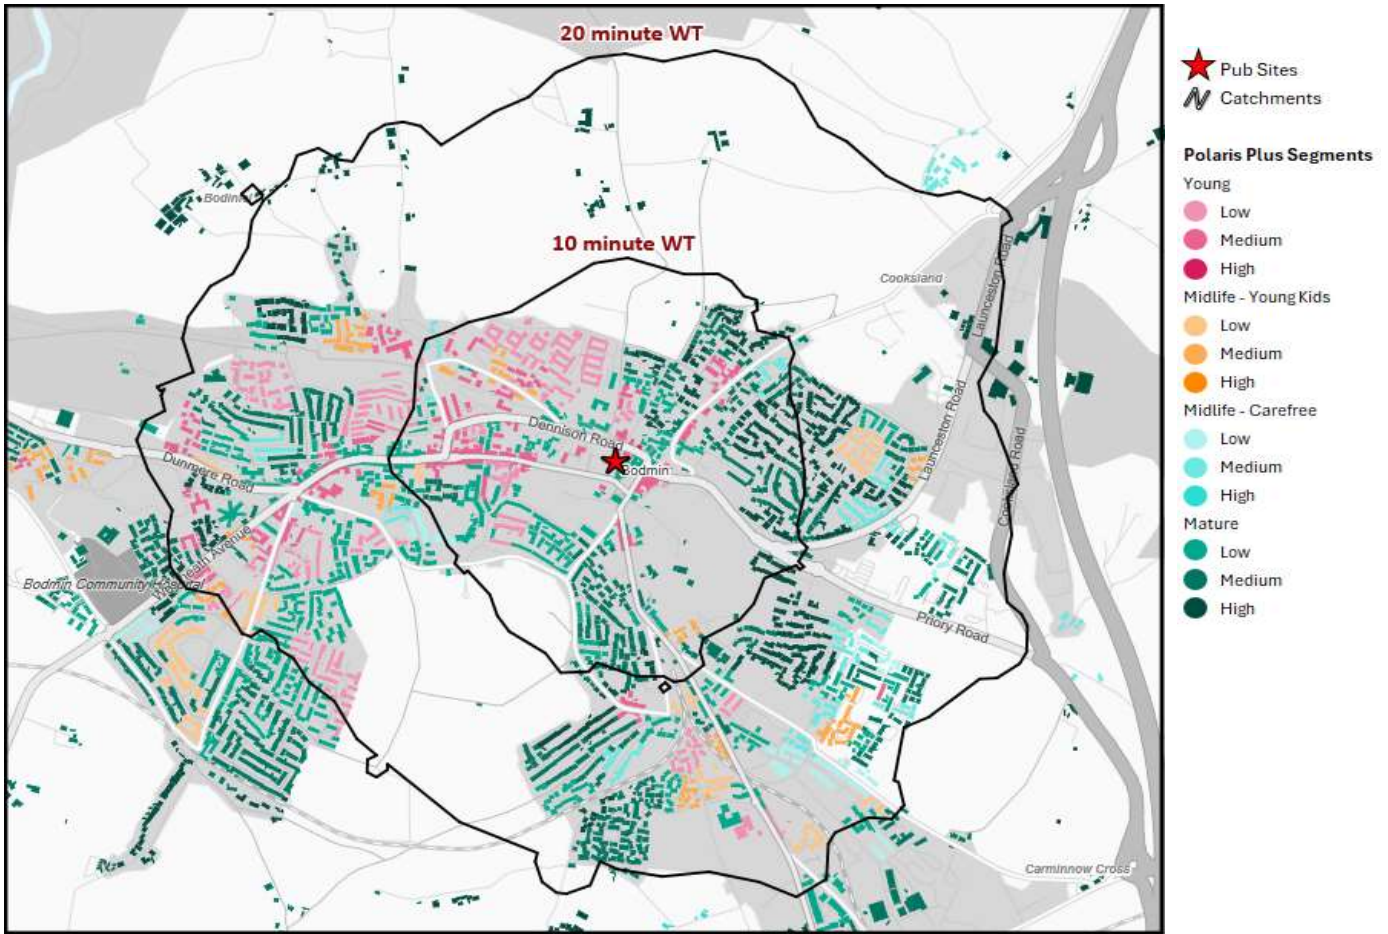 20 minute WT
10 minute WT
Bodiniel
Cooksland
Launceston Road
Launceston Road
Dennison Road
Bodmin
Dunmere Road
Bodmin Community Hospital
Priory Road
Carminnow Cross
Pub Sites
Catchments
Polaris Plus Segments
Young
Low
Medium
High
Midlife - Young Kids
Low
Medium
High
Midlife - Carefree
Low
Medium
High
Mature
Low
Medium
High